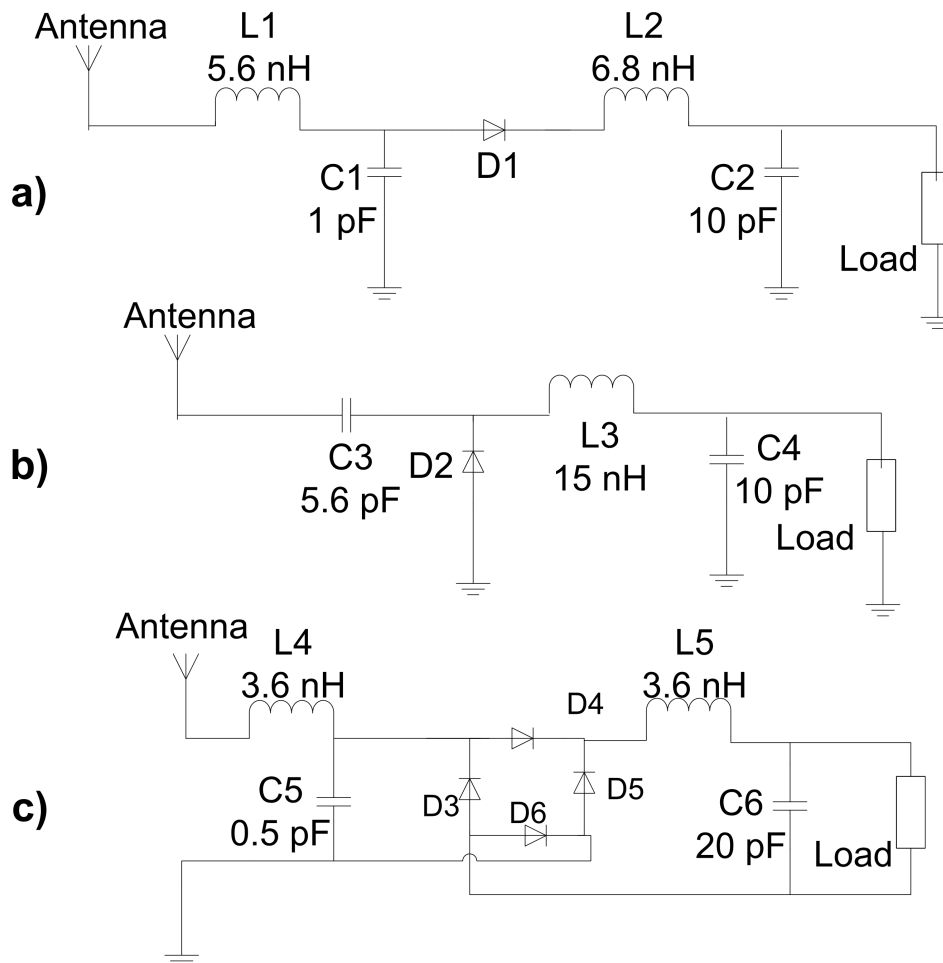 Antenna
L1
5.6 nH
L2
6.8 nH
D1
C1
1 pF
C2
10 pF
Load
a)
Antenna
C3
5.6 pF
D2
L3
15 nH
C4
10 pF
Load
b)
Antenna
L4
3.6 nH
L5
3.6 nH
D4
C5
0.5 pF
D3
D6
D5
C6
20 pF
Load
c)